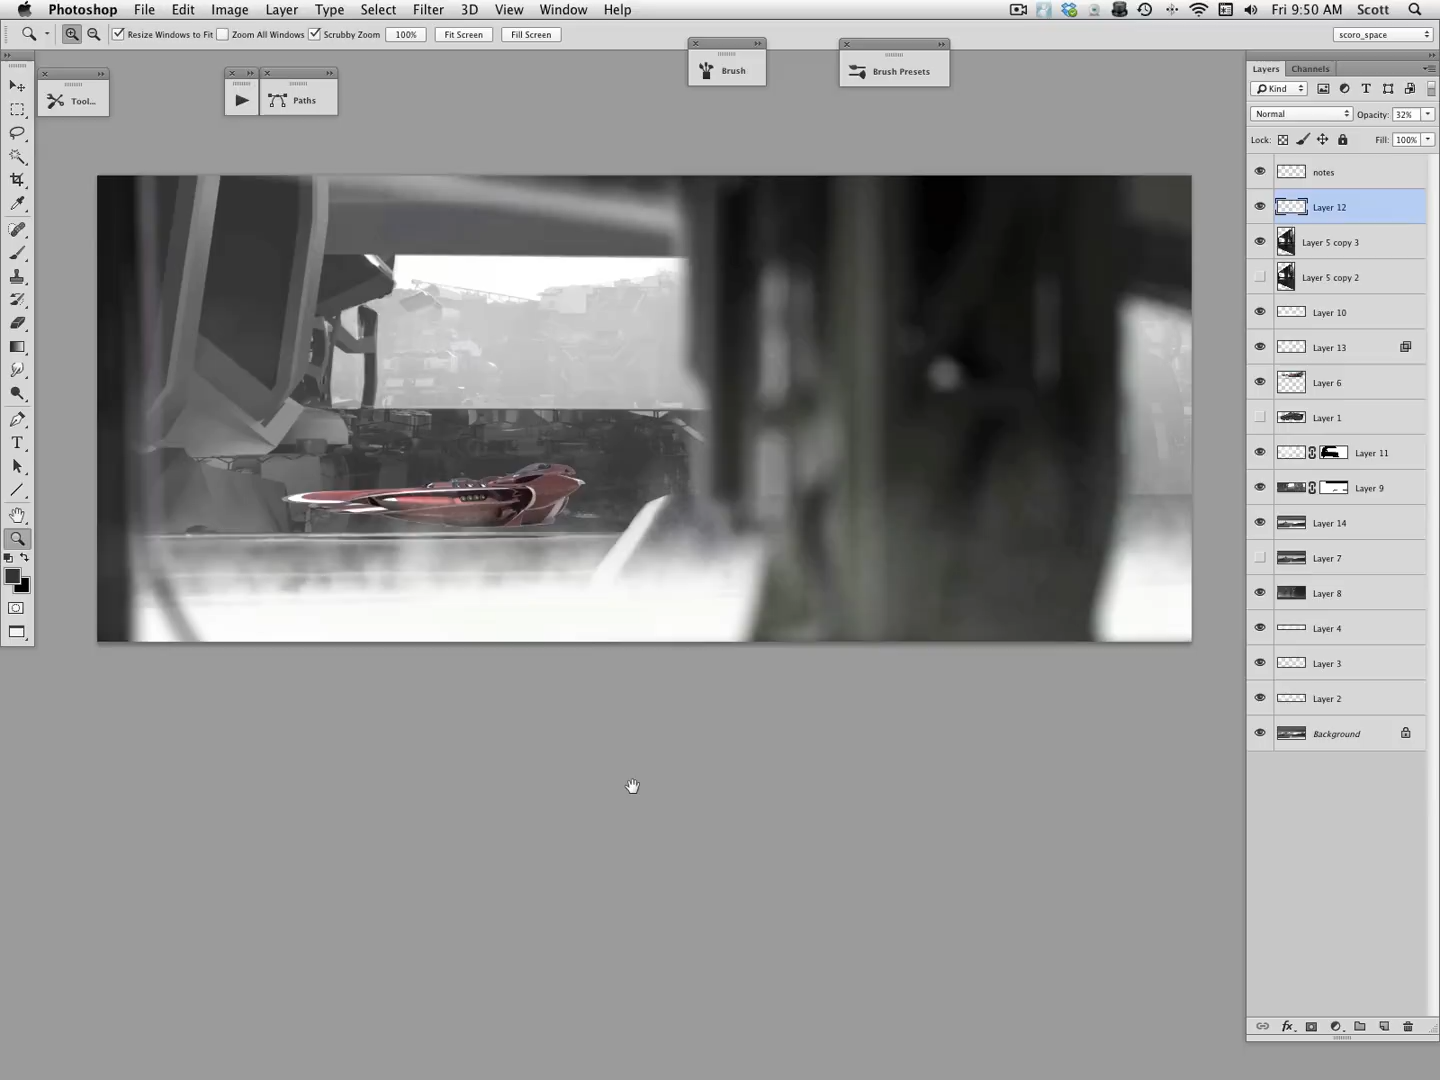 Photoshop File Edit Image Layer Type Select Filter 3D View Window Help Fri 9:50 AM Scott
Resize Windows to Fit Zoom All Windows Scrubby Zoom 100% Fit Screen Fill Screen scoro_space
Tool... Paths Brush Brush Presets
Layers Channels
Kind T
Normal Opacity: 32%
Lock: Fill: 100%
notes
Layer 12
Layer 5 copy 3
Layer 5 copy 2
Layer 10
Layer 13
Layer 6
Layer 1
Layer 11
Layer 9
Layer 14
Layer 7
Layer 8
Layer 4
Layer 3
Layer 2
Background
T
fx